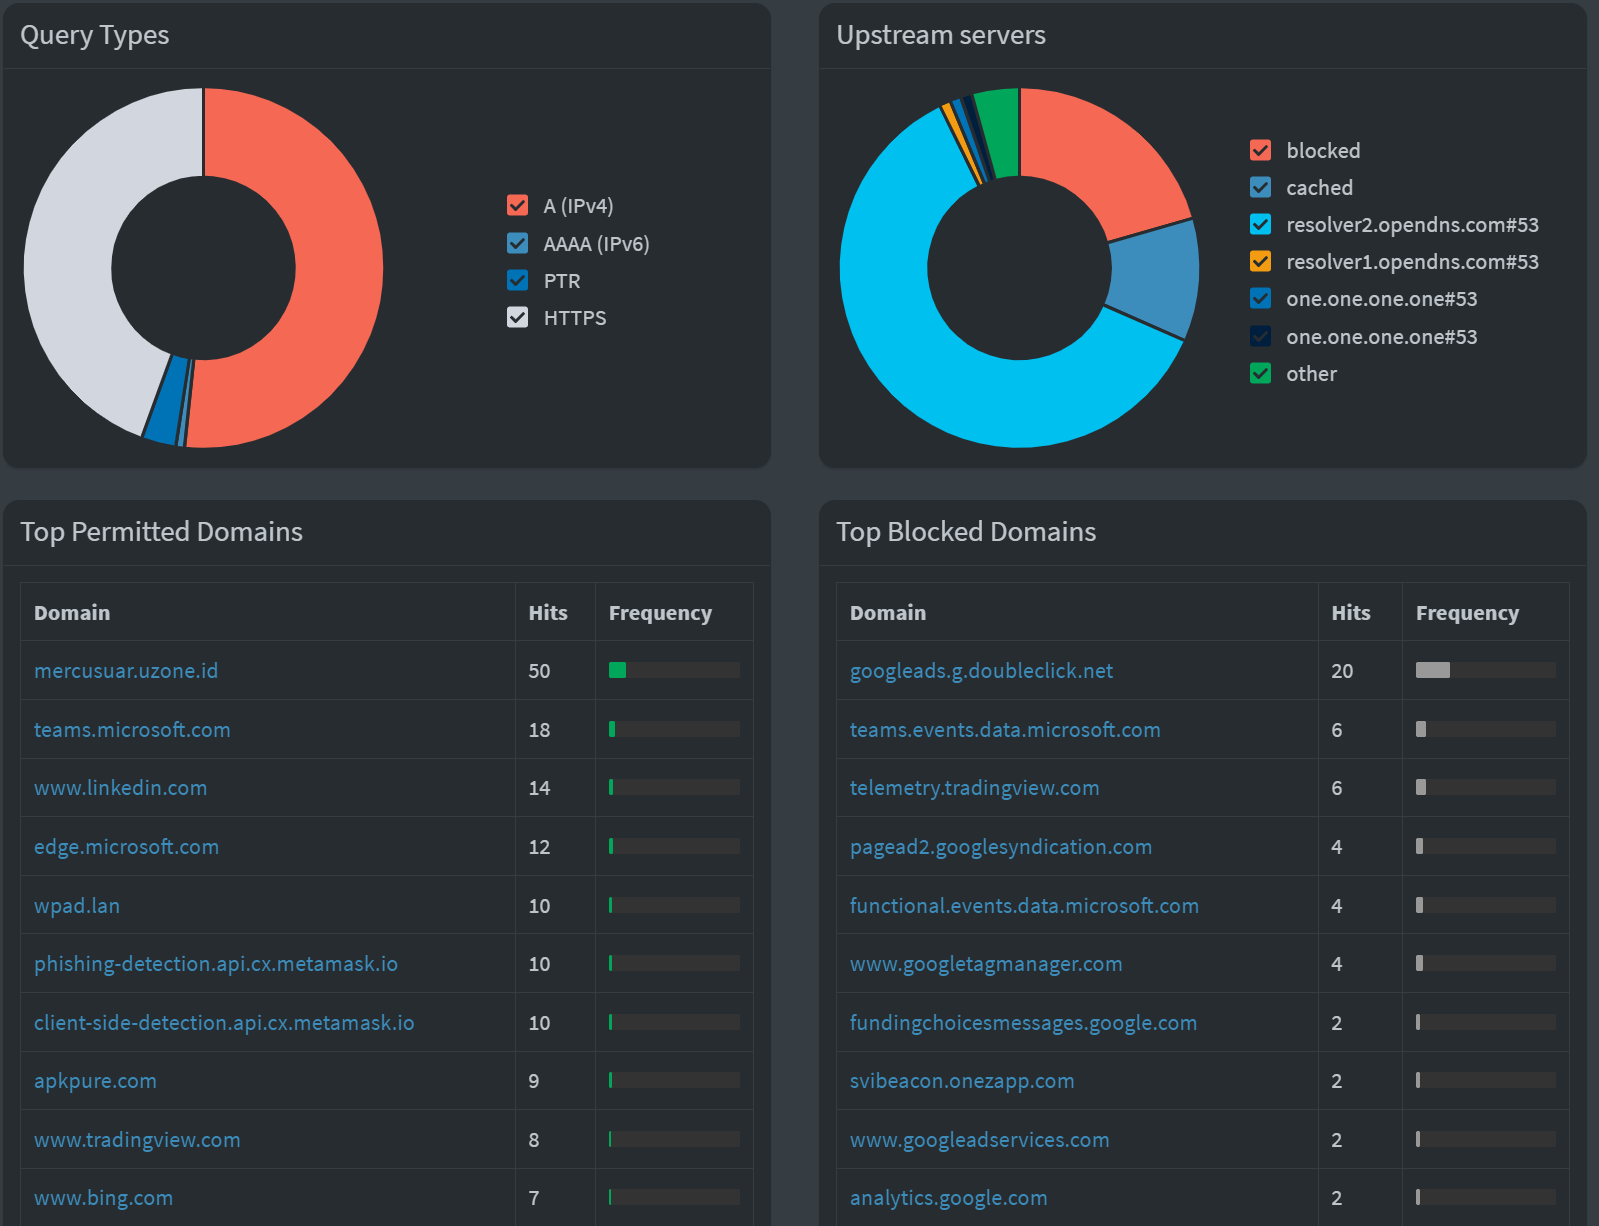 Query Types
A (IPv4)
AAAA (IPv6)
PTR
HTTPS
Upstream servers
blocked
cached
resolver2.opendns.com#53
resolver1.opendns.com#53
one.one.one.one#53
one.one.one.one#53
other
Top Permitted Domains
Domain Hits Frequency
mercusuar.uzone.id 50
teams.microsoft.com 18
www.linkedin.com 14
edge.microsoft.com 12
wpad.lan 10
phishing-detection.api.cx.metamask.io 10
client-side-detection.api.cx.metamask.io 10
apkpure.com 9
www.tradingview.com 8
www.bing.com 7
Top Blocked Domains
Domain Hits Frequency
googleads.g.doubleclick.net 20
teams.events.data.microsoft.com 6
telemetry.tradingview.com 6
pagead2.googlesyndication.com 4
functional.events.data.microsoft.com 4
www.googletagmanager.com 4
fundingchoicesmessages.google.com 2
svibeacon.onezapp.com 2
www.googleadservices.com 2
analytics.google.com 2